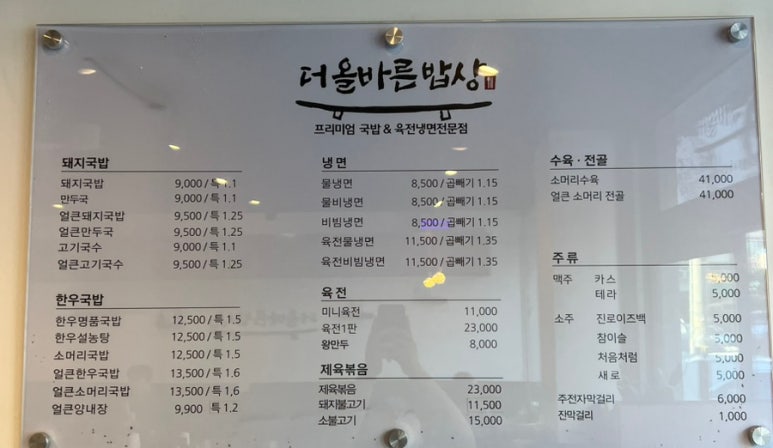 더올바른밥상
프리미엄 국밥 & 육전냉면전문점
돼지국밥
돼지국밥 9,000 / 특 1.1
만두국 9,000 / 특 1.1
얼큰돼지국밥 9,500 / 특 1.25
얼큰만두국 9,500 / 특 1.25
고기국수 9,000 / 특 1.1
얼큰고기국수 9,500 / 특 1.25
한우국밥
한우명품국밥 12,500 / 특 1.5
한우설농탕 12,500 / 특 1.5
소머리국밥 12,500 / 특 1.5
얼큰한우국밥 13,500 / 특 1.6
얼큰소머리국밥 13,500 / 특 1.6
얼큰양내장 9,900 특 1.2
냉면
물냉면 8,500 / 곱빼기 1.15
물비냉면 8,500 / 곱빼기 1.15
비빔냉면 8,500 / 곱빼기 1.15
육전물냉면 11,500 / 곱빼기 1.35
육전비빔냉면 11,500 / 곱빼기 1.35
육전
미니육전 11,000
육전1판 23,000
왕만두 8,000
제육볶음
제육볶음 23,000
돼지불고기 11,500
소불고기 15,000
수육 · 전골
소머리수육 41,000
얼큰 소머리 전골 41,000
주류
맥주 카스 5,000
테라 5,000
소주 진로이즈백 5,000
참이슬 5,000
처음처럼 5,000
새로 5,000
주전자막걸리 6,000
잔막걸리 1,000